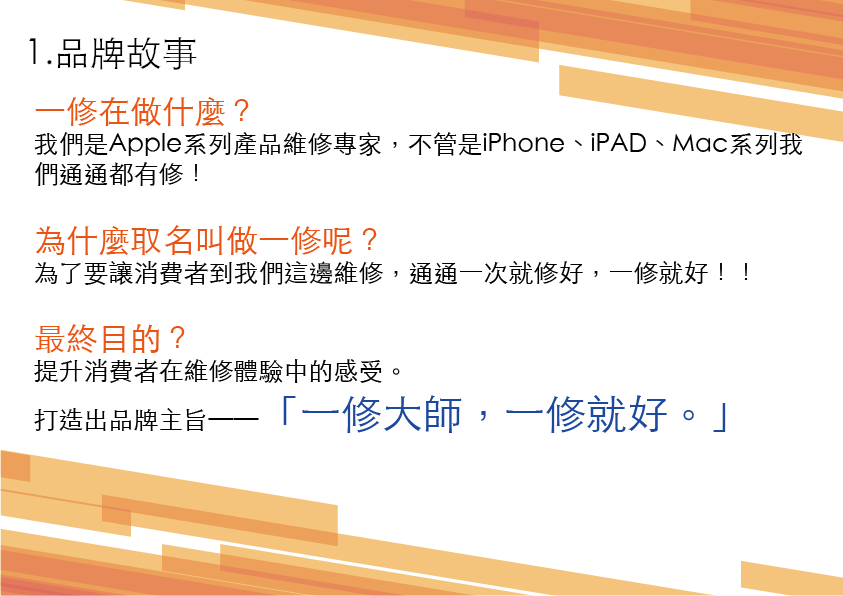 1.品牌故事
一修在做什麼？
我們是Apple系列產品維修專家，不管是iPhone、iPAD、Mac系列我
們通通都有修！
為什麼取名叫做一修呢？
為了要讓消費者到我們這邊維修，通通一次就修好，一修就好！！
最終目的？
提升消費者在維修體驗中的感受。
打造出品牌主旨——「一修大師，一修就好。」